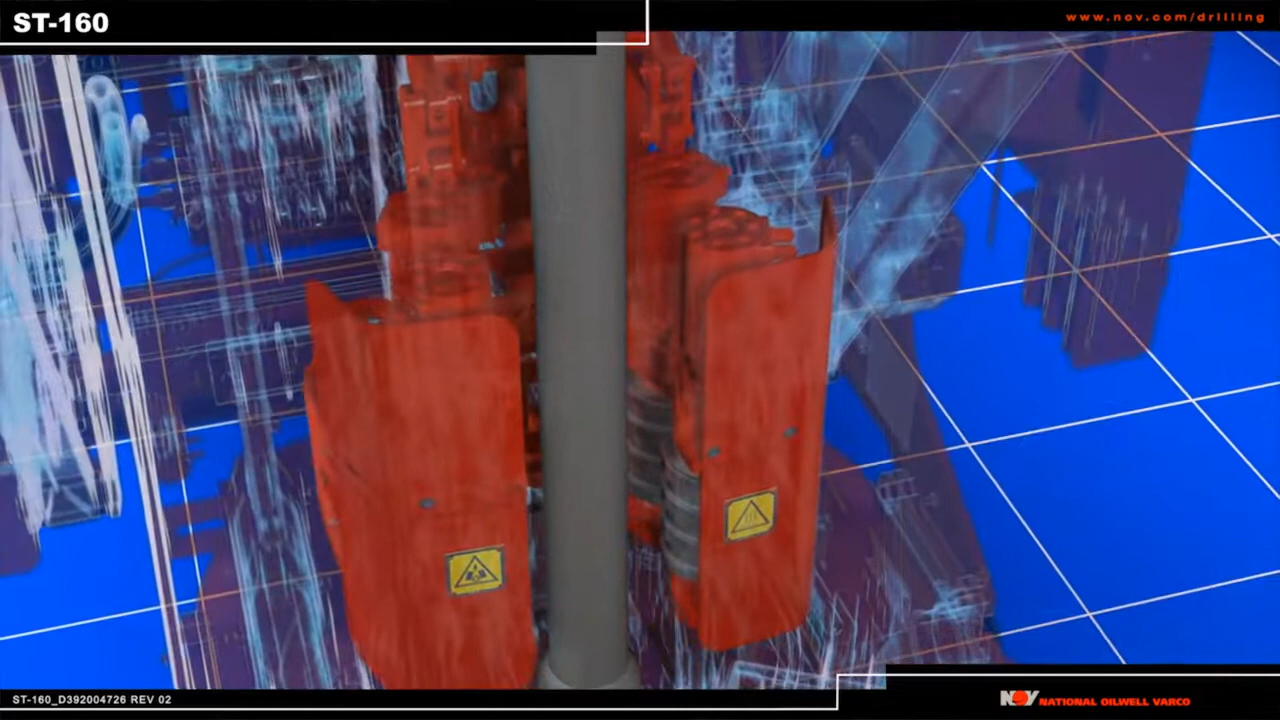 ST-160
www.nov.com/drilling
ST-160_D392004726 REV 02
NOV NATIONAL OILWELL VARCO